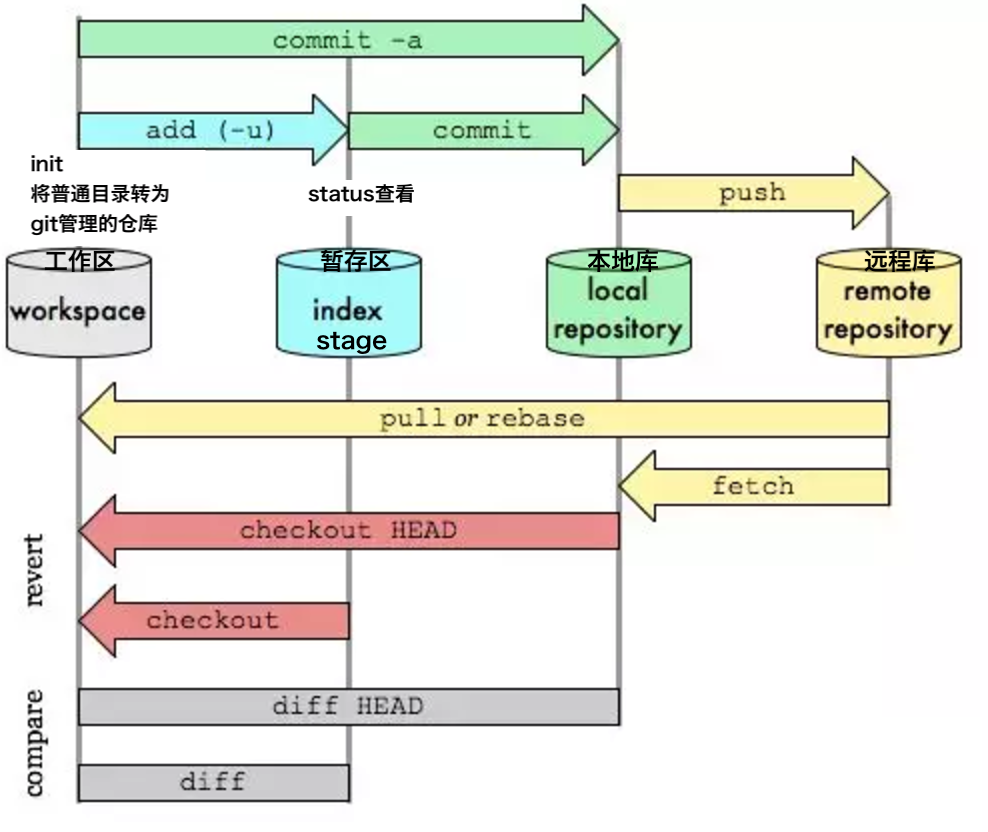 commit -a
add (-u)
commit
init
将普通目录转为
git管理的仓库
status查看
push
工作区
workspace
暂存区
index
stage
本地库
local
repository
远程库
remote
repository
pull or rebase
fetch
revert
checkout HEAD
checkout
compare
diff HEAD
diff